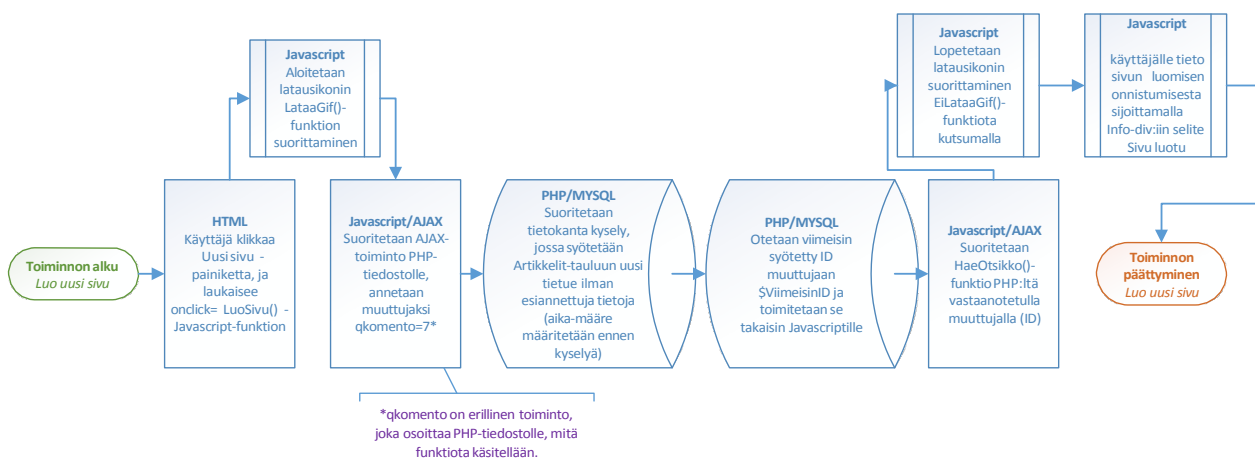 Toiminnon alku
Luo uusi sivu
HTML
Käyttäjä klikkaa
Uusi sivu -
painiketta, ja
laukaisee
onclick= LuoSivu() -
Javascript-funktion
Javascript
Aloitetaan
latausikonin
LataaGif()-
funktion
suorittaminen
Javascript/AJAX
Suoritetaan AJAX-
toiminto PHP-
tiedostolle,
annetaan
muuttujaksi
qkomento=7*
*qkomento on erillinen toiminto,
joka osoittaa PHP-tiedostolle, mitä
funktiota käsitellään.
PHP/MYSQL
Suoritetaan
tietokanta kysely,
jossa syötetään
Artikkelit-tauluun uusi
tietue ilman
esiannettuja tietoja
(aika-määre
määritetään ennen
kyselyä)
PHP/MYSQL
Otetaan viimeisin
syötetty ID
muuttujaan
$ViimeisinID ja
toimitetaan se
takaisin Javascriptille
Javascript/AJAX
Suoritetaan
HaeOtsikko()-
funktio PHP:ltä
vastaanotetulla
muuttujalla (ID)
Javascript
Lopetetaan
latausikonin
suorittaminen
EiLataaGif()-
funktiota
kutsumalla
Javascript
käyttäjälle tieto
sivun luomisen
onnistumisesta
sijoittamalla
Info-div:iin selite
Sivu luotu
Toiminnon
päättyminen
Luo uusi sivu